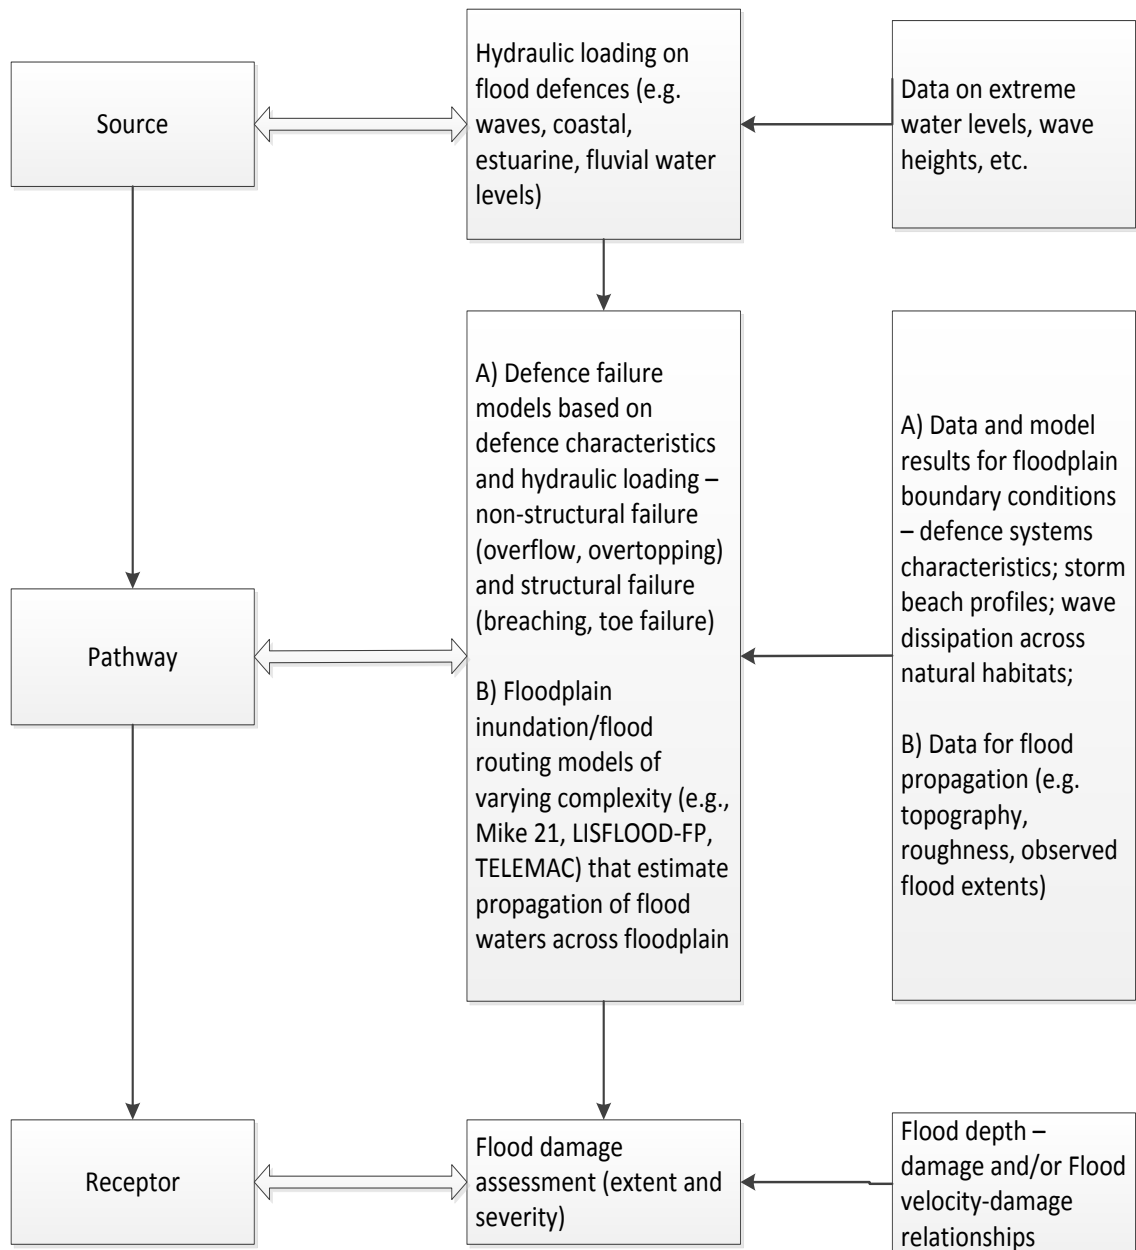 Source
Hydraulic loading on
flood defences (e.g.
waves, coastal,
estuarine, fluvial water
levels)
Data on extreme
water levels, wave
heights, etc.
Pathway
A) Defence failure
models based on
defence characteristics
and hydraulic loading –
non-structural failure
(overflow, overtopping)
and structural failure
(breaching, toe failure)
B) Floodplain
inundation/flood
routing models of
varying complexity (e.g.,
Mike 21, LISFLOOD-FP,
TELEMAC) that estimate
propagation of flood
waters across floodplain
A) Data and model
results for floodplain
boundary conditions
– defence systems
characteristics; storm
beach profiles; wave
dissipation across
natural habitats;
B) Data for flood
propagation (e.g.
topography,
roughness, observed
flood extents)
Receptor
Flood damage
assessment (extent and
severity)
Flood depth –
damage and/or Flood
velocity-damage
relationships